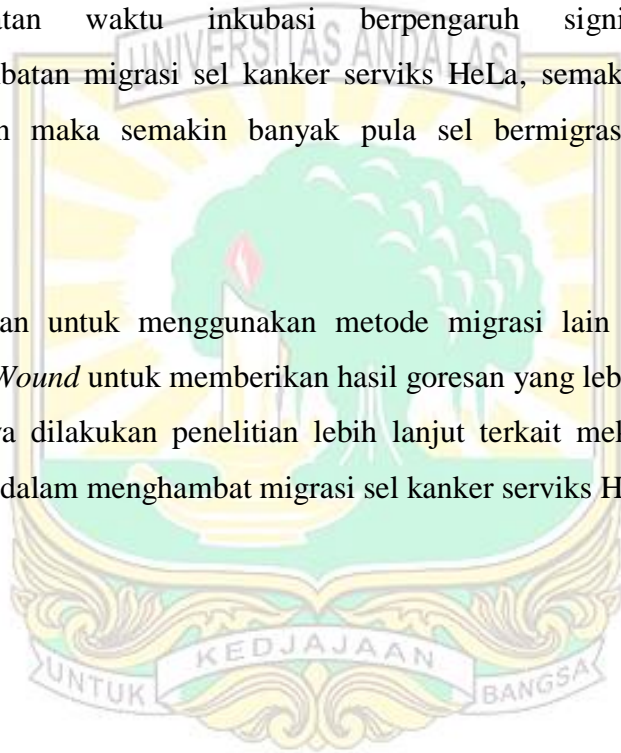 atan waktu inkubasi berpengaruh signi
UNIVERSITAS ANDALAS
batan migrasi sel kanker serviks HeLa, semak
maka semakin banyak pula sel bermigras
an untuk menggunakan metode migrasi lain
Wound untuk memberikan hasil goresan yang leb
dilakukan penelitian lebih lanjut terkait me
dalam menghambat migrasi sel kanker serviks H
KEDJAJAAN
UNTUK BANGSA